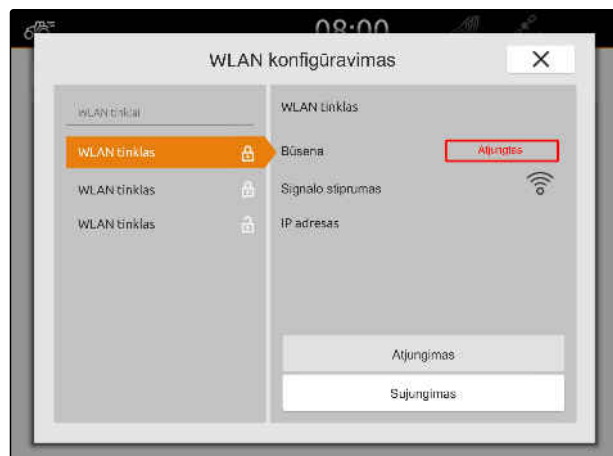 08:00
WLAN konfigūravimas
WLAN tinklai
WLAN tinklas
WLAN tinklas
WLAN tinklas
WLAN tinklas
Būsena
Atjungtas
Signalo stiprumas
IP adresas
Atjungimas
Sujungimas